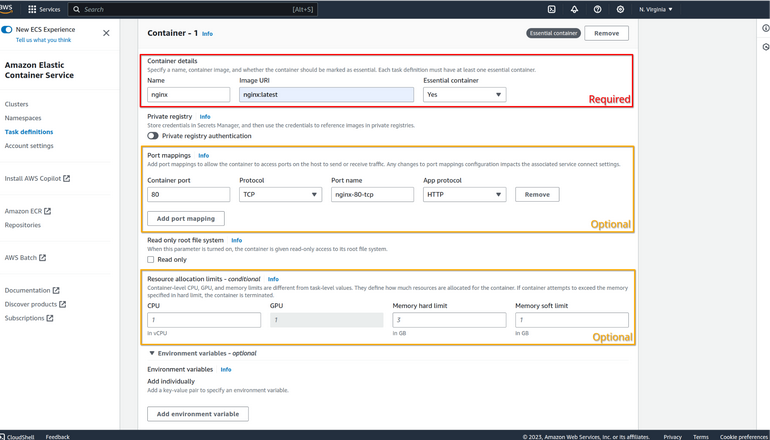 aws
Services
Search
[Alt+S]
N. Virginia
New ECS Experience
Tell us what you think
Amazon Elastic
Container Service
Clusters
Namespaces
Task definitions
Account settings
Install AWS Copilot
Amazon ECR
Repositories
AWS Batch
Documentation
Discover products
Subscriptions
Container - 1 Info
Essential container
Remove
Container details
Specify a name, container image, and whether the container should be marked as essential. Each task definition must have at least one essential container.
Name Image URI Essential container
nginx nginx:latest Yes
Required
Private registry Info
Store credentials in Secrets Manager, and then use the credentials to reference images in private registries.
Private registry authentication
Port mappings Info
Add port mappings to allow the container to access ports on the host to send or receive traffic. Any changes to port mappings configuration impacts the associated service connect settings.
Container port Protocol Port name App protocol
80 TCP nginx-80-tcp HTTP Remove
Add port mapping
Optional
Read only root file system Info
When this parameter is turned on, the container is given read-only access to its root file system.
Read only
Resource allocation limits - conditional Info
Container-level CPU, GPU, and memory limits are different from task-level values. They define how much resources are allocated for the container. If container attempts to exceed the memory
specified in hard limit, the container is terminated.
CPU GPU Memory hard limit Memory soft limit
1 1 3 1
in vCPU in GB in GB
Optional
Environment variables - optional
Environment variables Info
Add individually
Add a key-value pair to specify an environment variable.
Add environment variable
CloudShell Feedback © 2023, Amazon Web Services, Inc. or its affiliates. Privacy Terms Cookie preferences